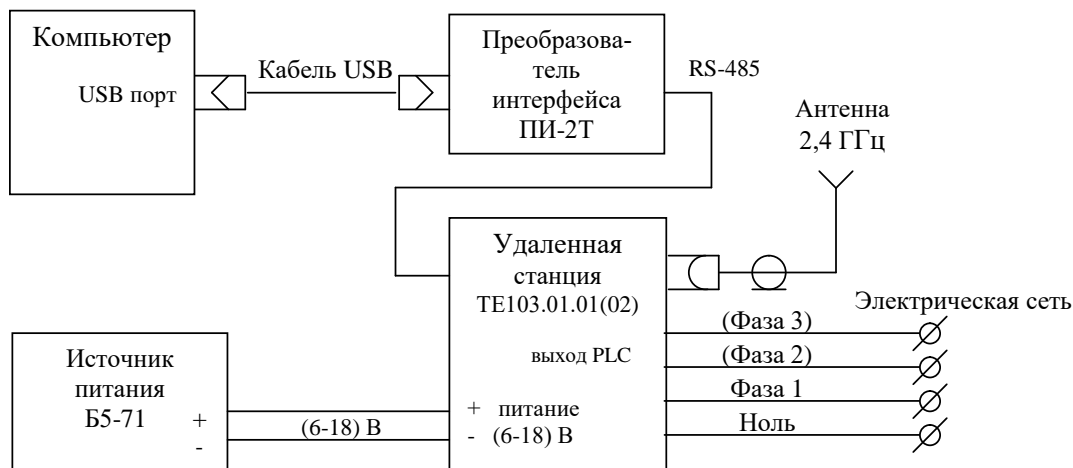 Компьютер
USB порт
Кабель USB
Преобразова-
тель
интерфейса
ПИ-2Т
RS-485
Антенна
2,4 ГГц
Удаленная
станция
ТЕ103.01.01(02)
выход PLC
+ питание
- (6-18) В
Электрическая сеть
(Фаза 3)
(Фаза 2)
Фаза 1
Ноль
Источник
питания
Б5-71
+
-
(6-18) В